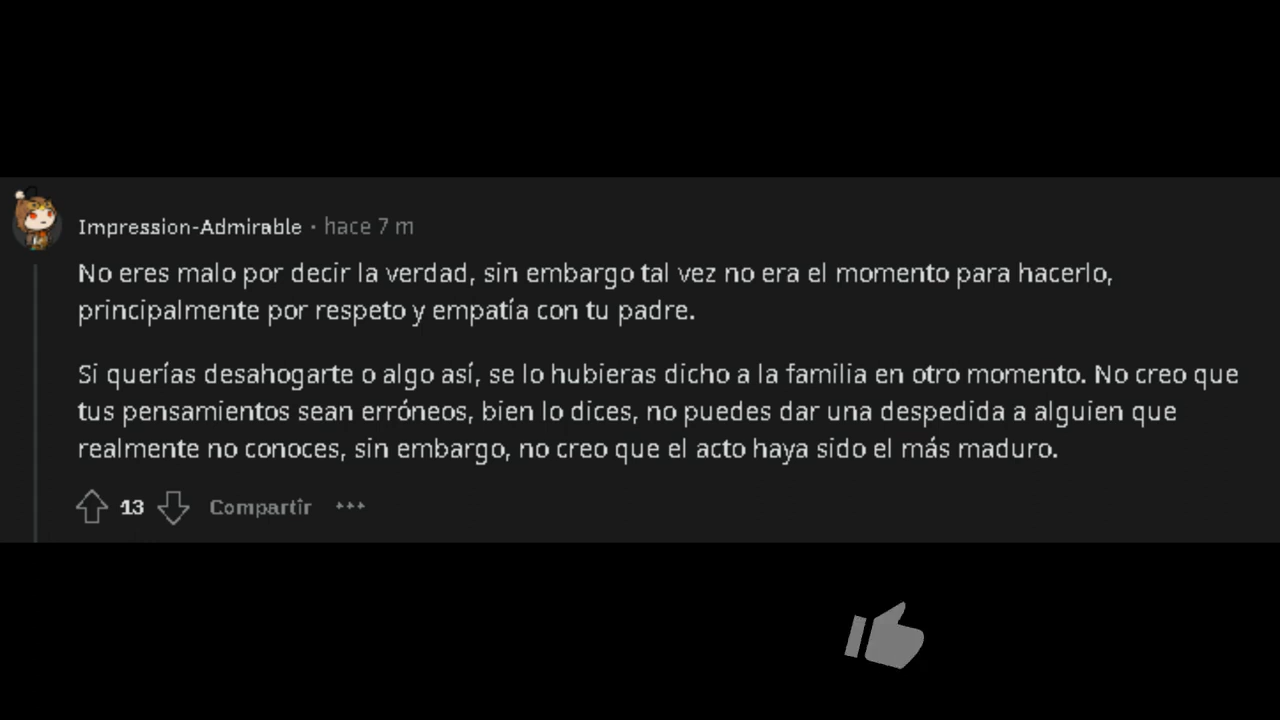 Impression-Admirable · hace 7 m
No eres malo por decir la verdad, sin embargo tal vez no era el momento para hacerlo,
principalmente por respeto y empatía con tu padre.
Si querías desahogarte o algo así, se lo hubieras dicho a la familia en otro momento. No creo que
tus pensamientos sean erróneos, bien lo dices, no puedes dar una despedida a alguien que
realmente no conoces, sin embargo, no creo que el acto haya sido el más maduro.
13 Compartir